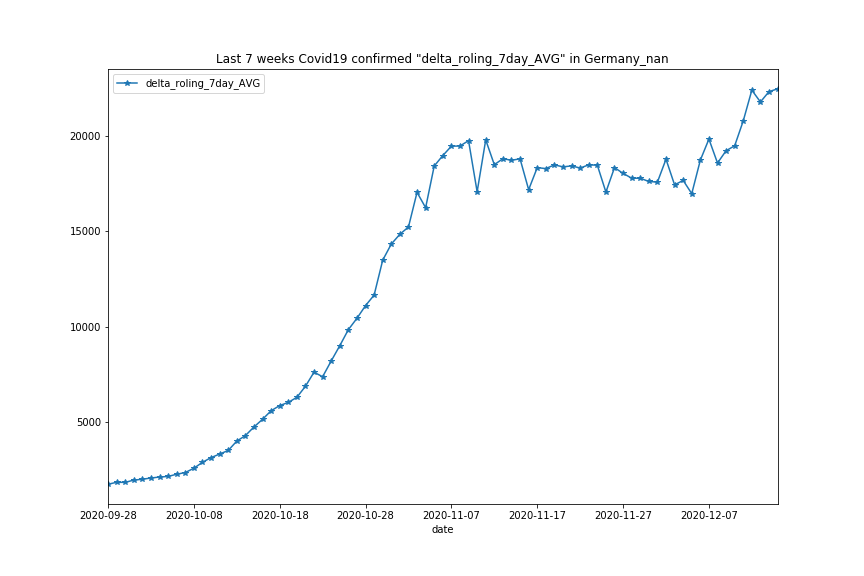 Last 7 weeks Covid19 confirmed "delta_roling_7day_AVG" in Germany_nan
delta_roling_7day_AVG
20000
15000
10000
5000
2020-09-28 2020-10-08 2020-10-18 2020-10-28 2020-11-07 2020-11-17 2020-11-27 2020-12-07
date